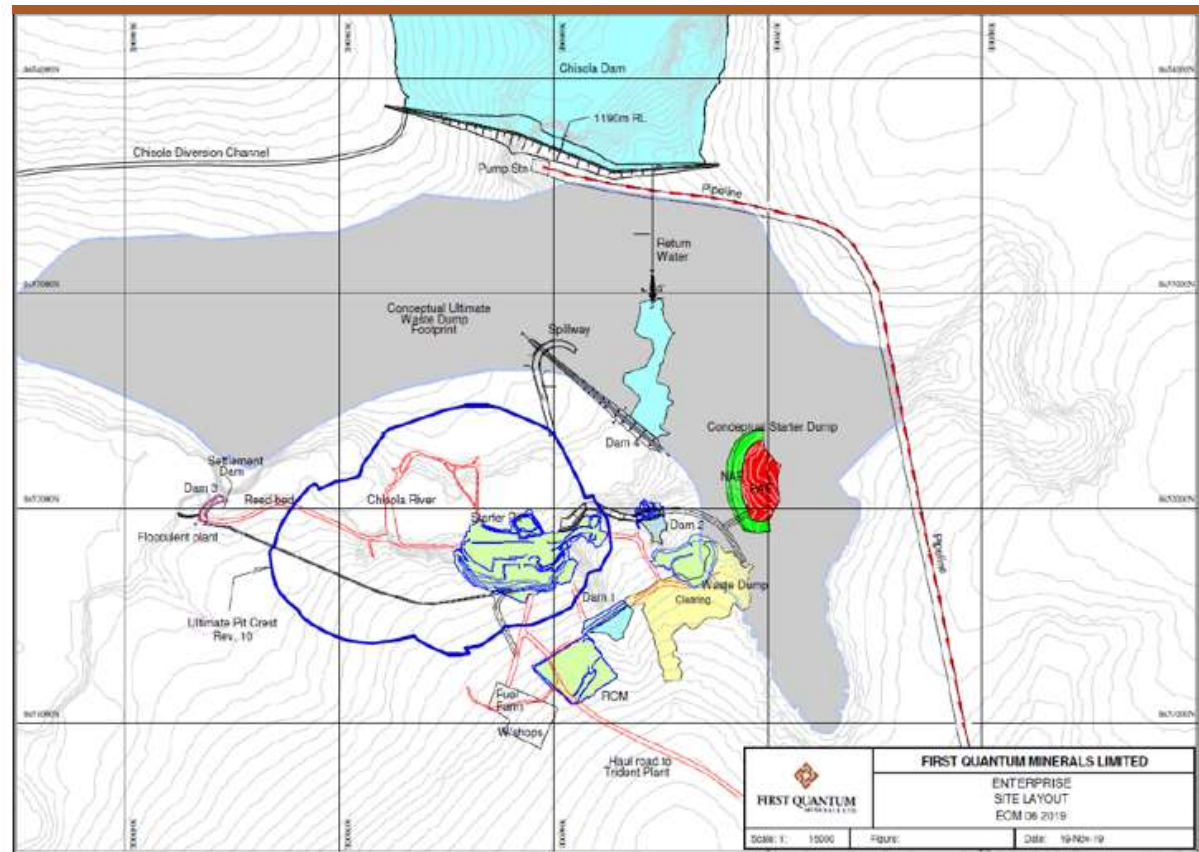 Chisola Dam
1190m RL
Chisola Diversion Channel
Pump Stn
Pipeline
Return
Water
Conceptual Ultimate
Waste Dump
Footprint
Spillway
Dam 4
Conceptual Starter Dump
NAF
Settlement
Dam
Dam 3
Reed bed
Chisola River
Starter
Dam 2
Flocculent plant
Pipeline
Waste Dump
Clearing
Dam 1
Ultimate Pit Crest
Rev. 10
ROM
Fuel
Farm
W/shops
Haul road to
Trident Plant
FIRST QUANTUM
MINERALS LTD
FIRST QUANTUM MINERALS LIMITED
ENTERPRISE
SITE LAYOUT
ECM 06 2019
Scale: 1: 15000
Figure:
Date: 19-Nov-19